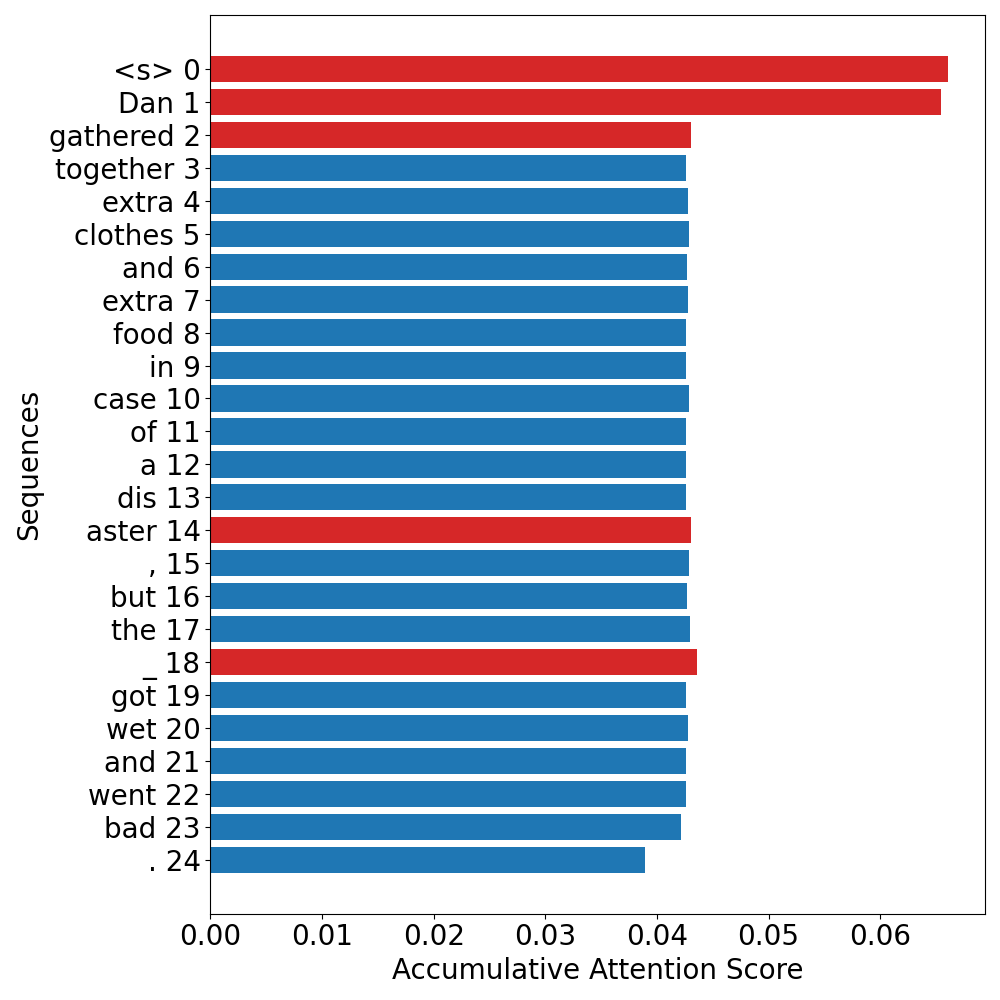 <s> 0
Dan 1
gathered 2
together 3
extra 4
clothes 5
and 6
extra 7
food 8
in 9
case 10
of 11
a 12
dis 13
aster 14
, 15
but 16
the 17
_ 18
got 19
wet 20
and 21
went 22
bad 23
. 24
Sequences
0.00 0.01 0.02 0.03 0.04 0.05 0.06
Accumulative Attention Score